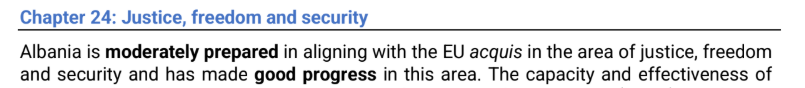 Chapter 24: Justice, freedom and security
Albania is moderately prepared in aligning with the EU acquis in the area of justice, freedom
and security and has made good progress in this area. The capacity and effectiveness of